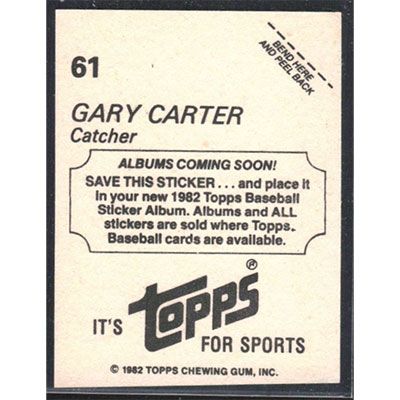 61
BEND HERE
AND PEEL BACK
GARY CARTER
Catcher
ALBUMS COMING SOON!
SAVE THIS STICKER . . . and place it
in your new 1982 Topps Baseball
Sticker Album. Albums and ALL
stickers are sold where Topps
Baseball cards are available.
IT'S topps®
FOR SPORTS
© 1982 TOPPS CHEWING GUM, INC.